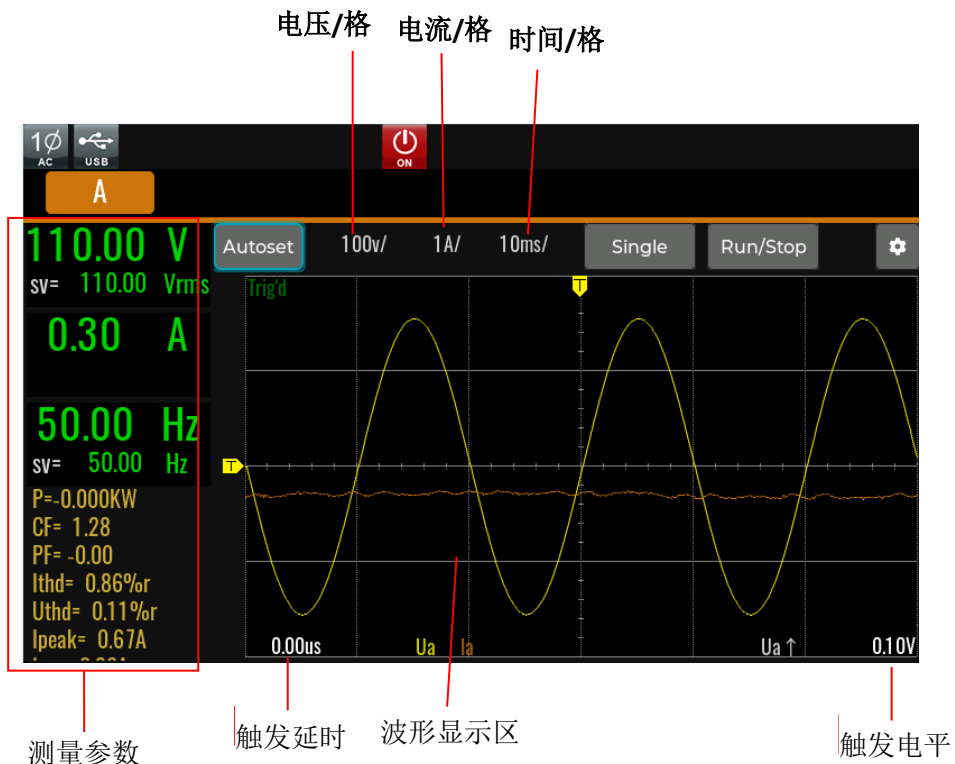 电压/格 电流/格 时间/格
1Ø
AC
USB
ON
A
110.00 V
sv= 110.00 Vrms
0.30 A
50.00 Hz
sv= 50.00 Hz
P=-0.000KW
CF= 1.28
PF= -0.00
Ithd= 0.86%r
Uthd= 0.11%r
Ipeak= 0.67A
Autoset 100v/ 1A/ 10ms/ Single Run/Stop
Trig'd
T
T
0.00us Ua Ia Ua↑ 0.10V
测量参数 触发延时 波形显示区 触发电平